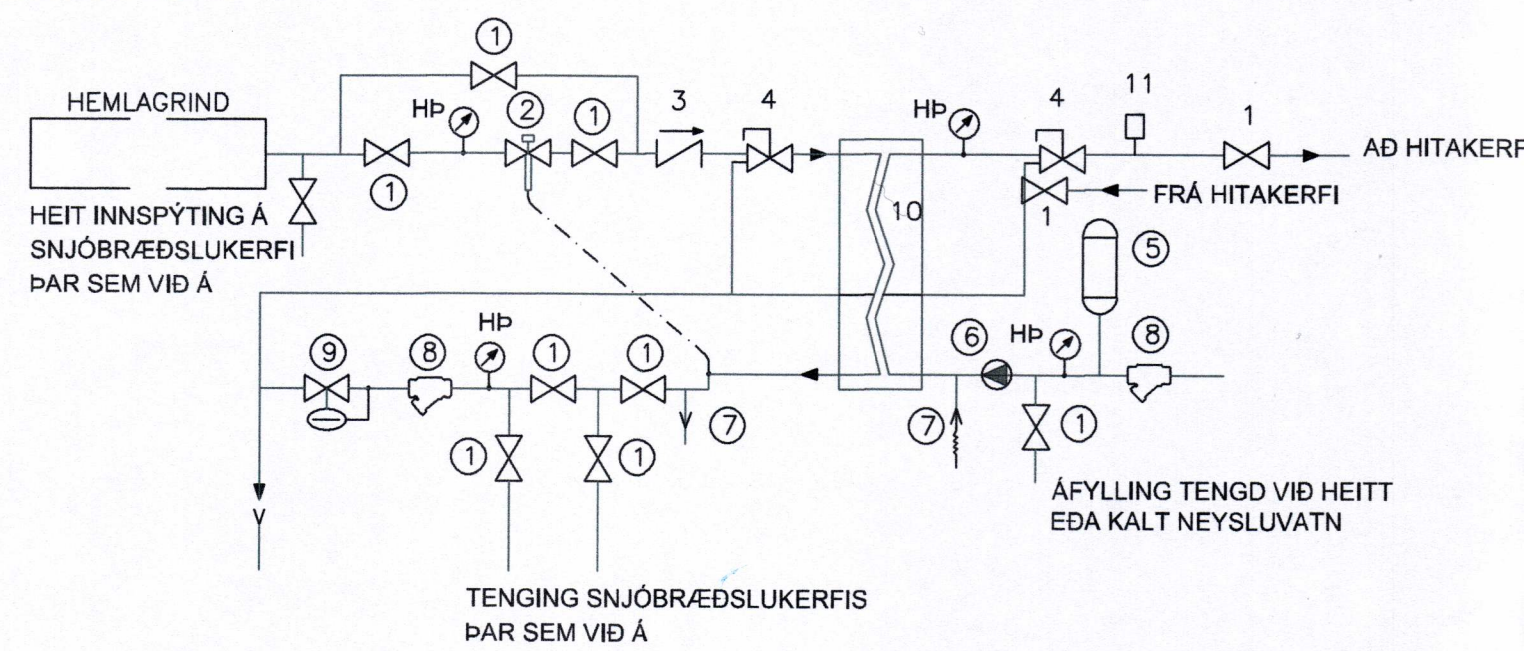 1
HEMLAGRIND
HÞ
2
1
3
4
HÞ
4
11
1
1
10
AÐ HITAKERF
FRÁ HITAKERFI
1
HEIT INNSPÝTING Á
SNJÓBRÆÐSLUKERFI
ÞAR SEM VIÐ Á
5
9
8
HÞ
1
1
6
HÞ
8
7
7
1
1
1
V
ÁFYLLING TENGD VIÐ HEITT
EÐA KALT NEYSLUVATN
TENGING SNJÓBRÆÐSLUKERFIS
ÞAR SEM VIÐ Á